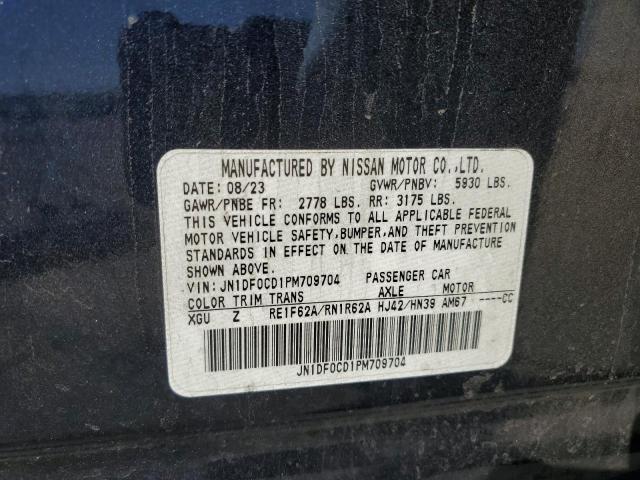 MANUFACTURED BY NISSAN MOTOR CO.,LTD.
DATE: 08/23 GVWR/PNBV: 5930 LBS.
GAWR/PNBE FR: 2778 LBS. RR: 3175 LBS.
THIS VEHICLE CONFORMS TO ALL APPLICABLE FEDERAL
MOTOR VEHICLE SAFETY,BUMPER,AND THEFT PREVENTION
STANDARDS IN EFFECT ON THE DATE OF MANUFACTURE
SHOWN ABOVE.
VIN: JN1DF0CD1PM709704 PASSENGER CAR
COLOR TRIM TRANS AXLE MOTOR
XGU Z RE1F62A/RN1R62A HJ42/HN39 AM67 ----CC
JN1DF0CD1PM709704